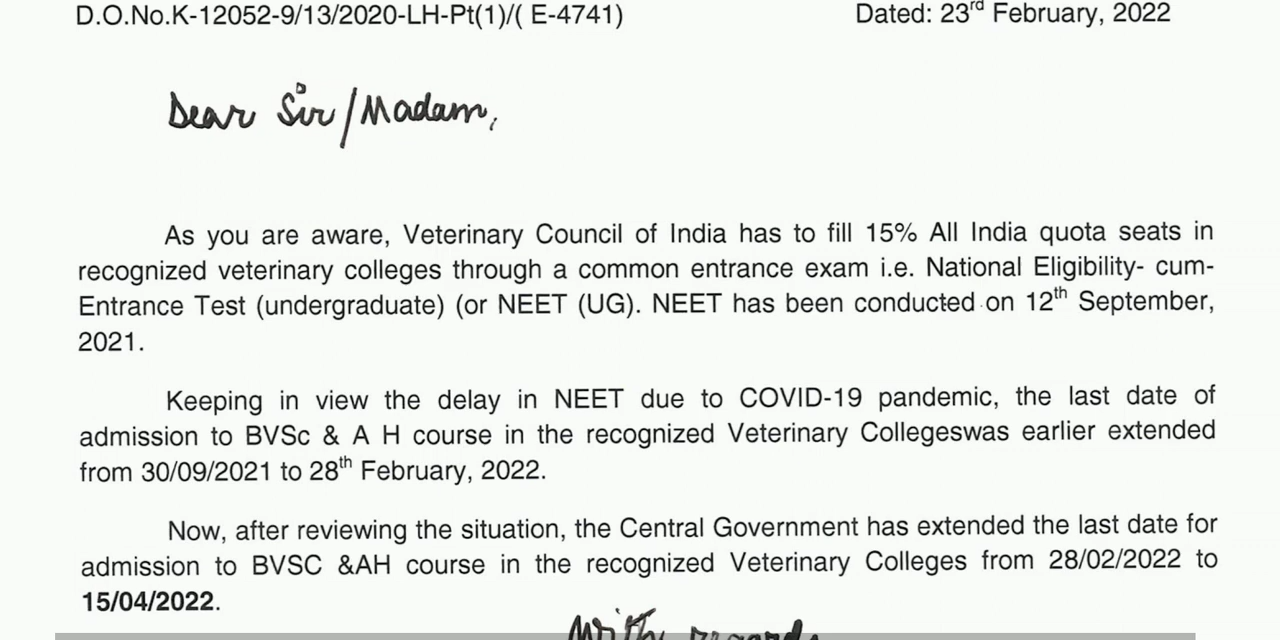 D.O.No.K-12052-9/13/2020-LH-Pt(1)/( E-4741) Dated: 23rd February, 2022
Dear Sir/Madam,
As you are aware, Veterinary Council of India has to fill 15% All India quota seats in
recognized veterinary colleges through a common entrance exam i.e. National Eligibility- cum-
Entrance Test (undergraduate) (or NEET (UG). NEET has been conducted on 12th September,
2021.
Keeping in view the delay in NEET due to COVID-19 pandemic, the last date of
admission to BVSc & A H course in the recognized Veterinary Collegeswas earlier extended
from 30/09/2021 to 28th February, 2022.
Now, after reviewing the situation, the Central Government has extended the last date for
admission to BVSC &AH course in the recognized Veterinary Colleges from 28/02/2022 to
15/04/2022.
With regards